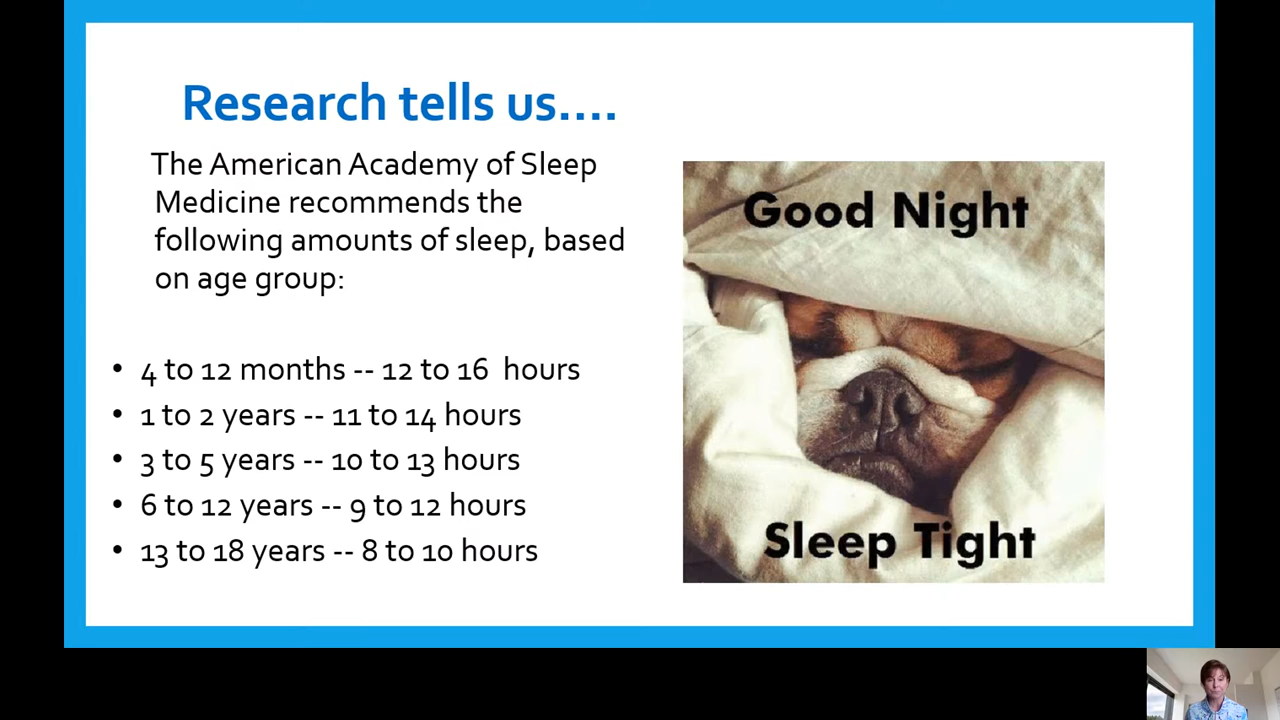 Research tells us....
The American Academy of Sleep
Medicine recommends the
following amounts of sleep, based
on age group:
• 4 to 12 months -- 12 to 16  hours
• 1 to 2 years -- 11 to 14 hours
• 3 to 5 years -- 10 to 13 hours
• 6 to 12 years -- 9 to 12 hours
• 13 to 18 years -- 8 to 10 hours
Good Night
Sleep Tight